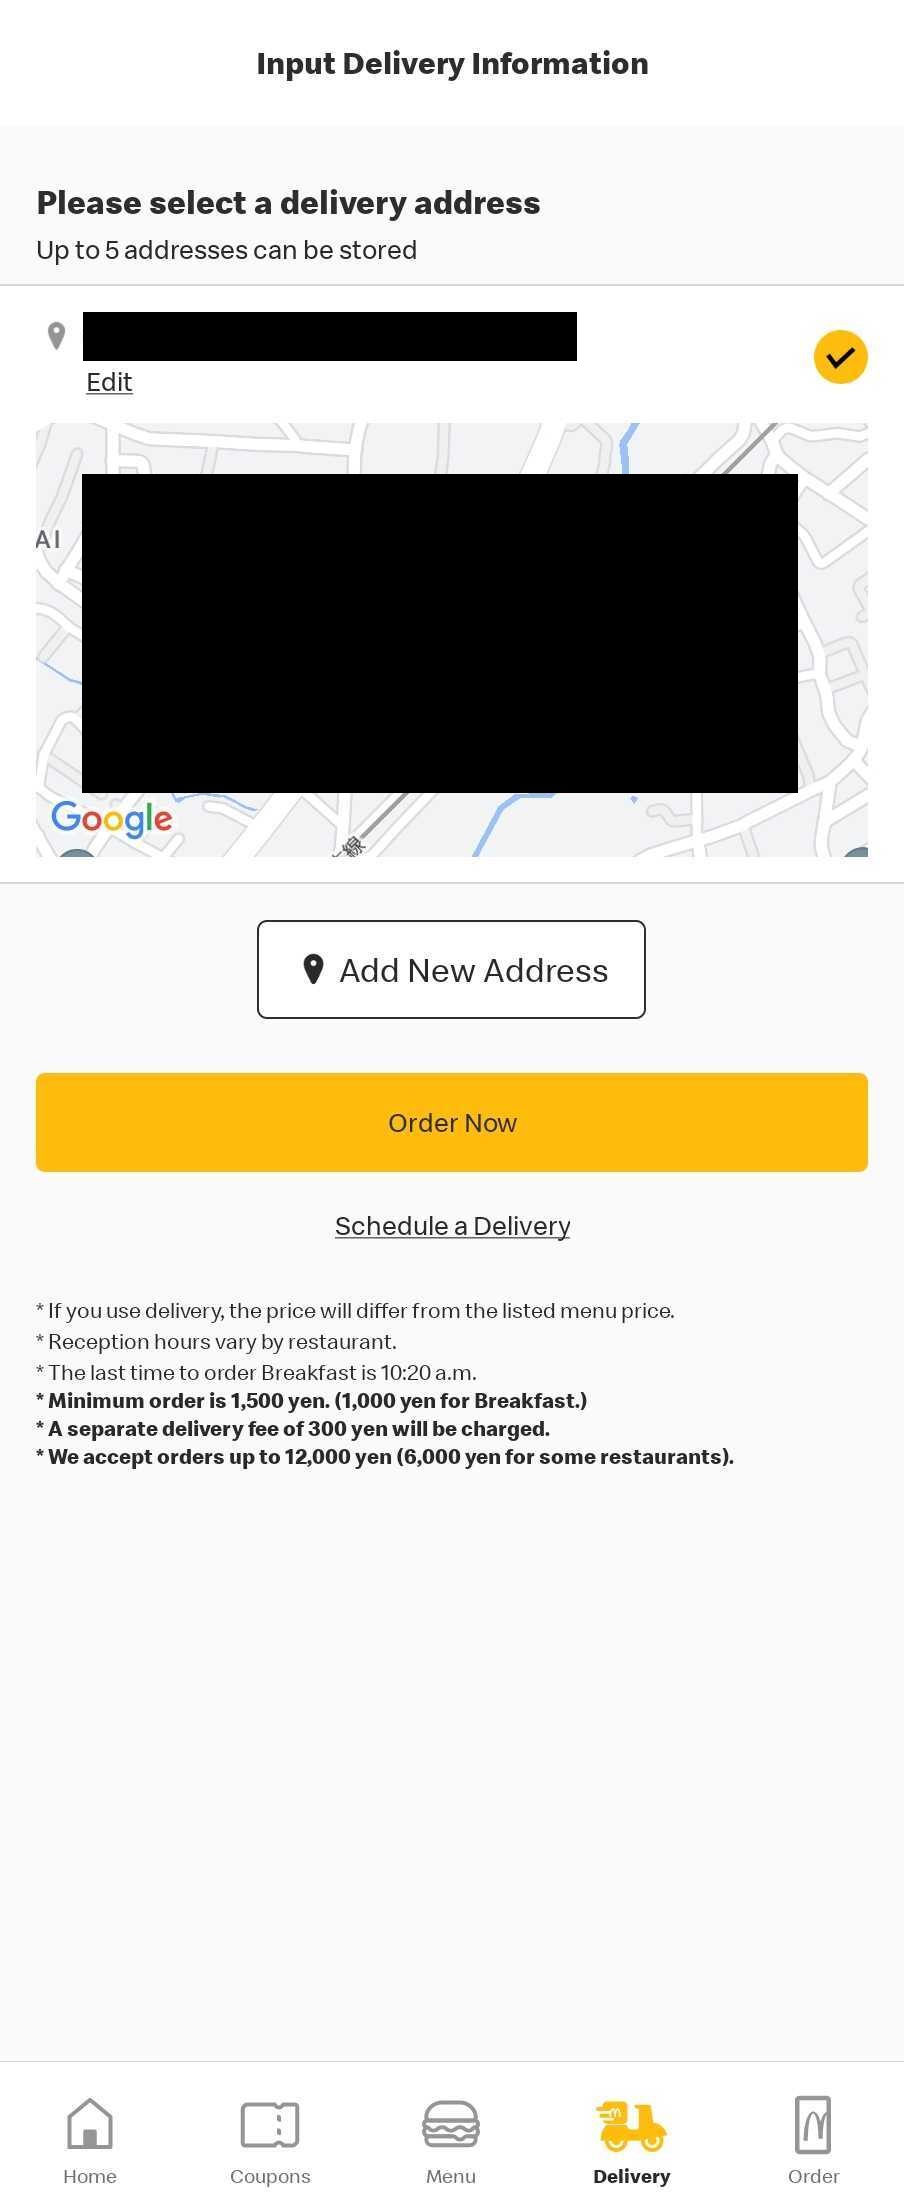 Input Delivery Information
Please select a delivery address
Up to 5 addresses can be stored
Edit
AI
Google
線
Add New Address
Order Now
Schedule a Delivery
* If you use delivery, the price will differ from the listed menu price.
* Reception hours vary by restaurant.
* The last time to order Breakfast is 10:20 a.m.
* Minimum order is 1,500 yen. (1,000 yen for Breakfast.)
* A separate delivery fee of 300 yen will be charged.
* We accept orders up to 12,000 yen (6,000 yen for some restaurants).
Home Coupons Menu Delivery Order